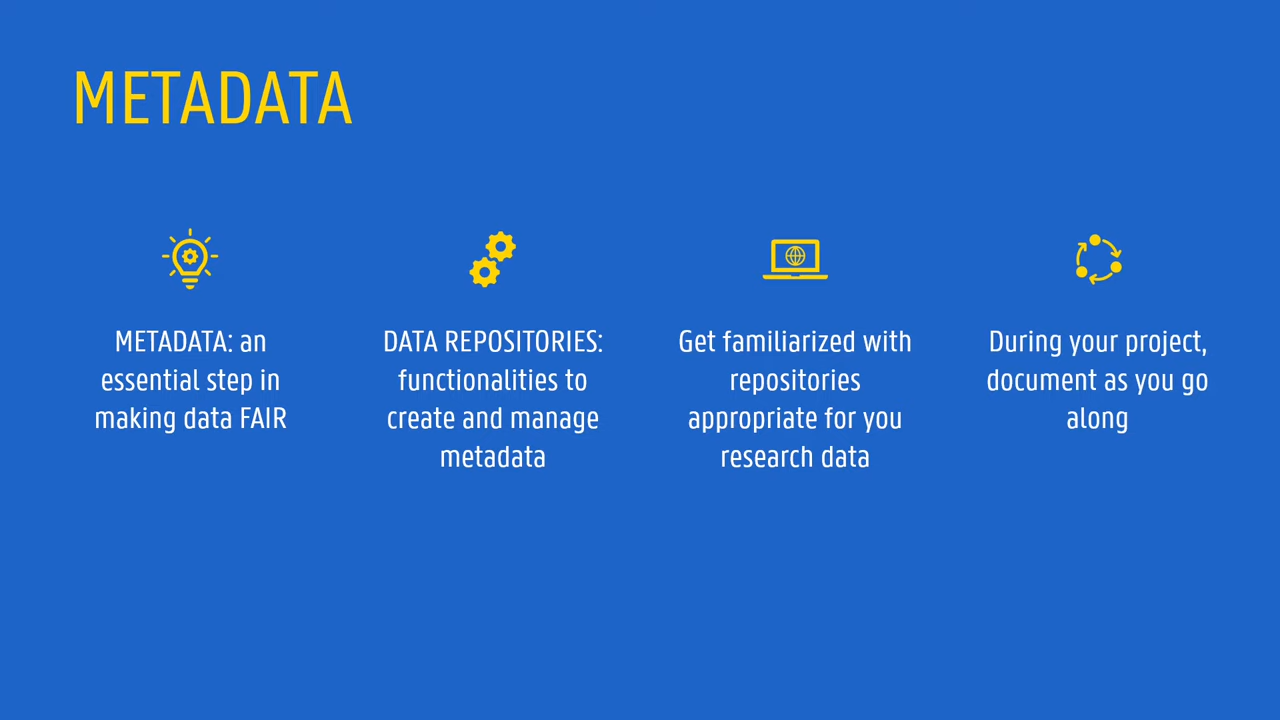 METADATA
METADATA: an
essential step in
making data FAIR
DATA REPOSITORIES:
functionalities to
create and manage
metadata
Get familiarized with
repositories
appropriate for you
research data
During your project,
document as you go
along